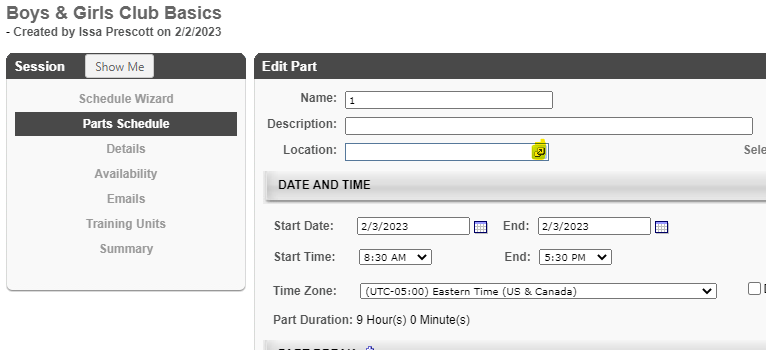 Boys & Girls Club Basics
- Created by Issa Prescott on 2/2/2023
Session Show Me
Schedule Wizard
Parts Schedule
Details
Availability
Emails
Training Units
Summary
Edit Part
Name: 1
Description:
Location: Sele
DATE AND TIME
Start Date: 2/3/2023 End: 2/3/2023
Start Time: 8:30 AM End: 5:30 PM
Time Zone: (UTC-05:00) Eastern Time (US & Canada)
Part Duration: 9 Hour(s) 0 Minute(s)